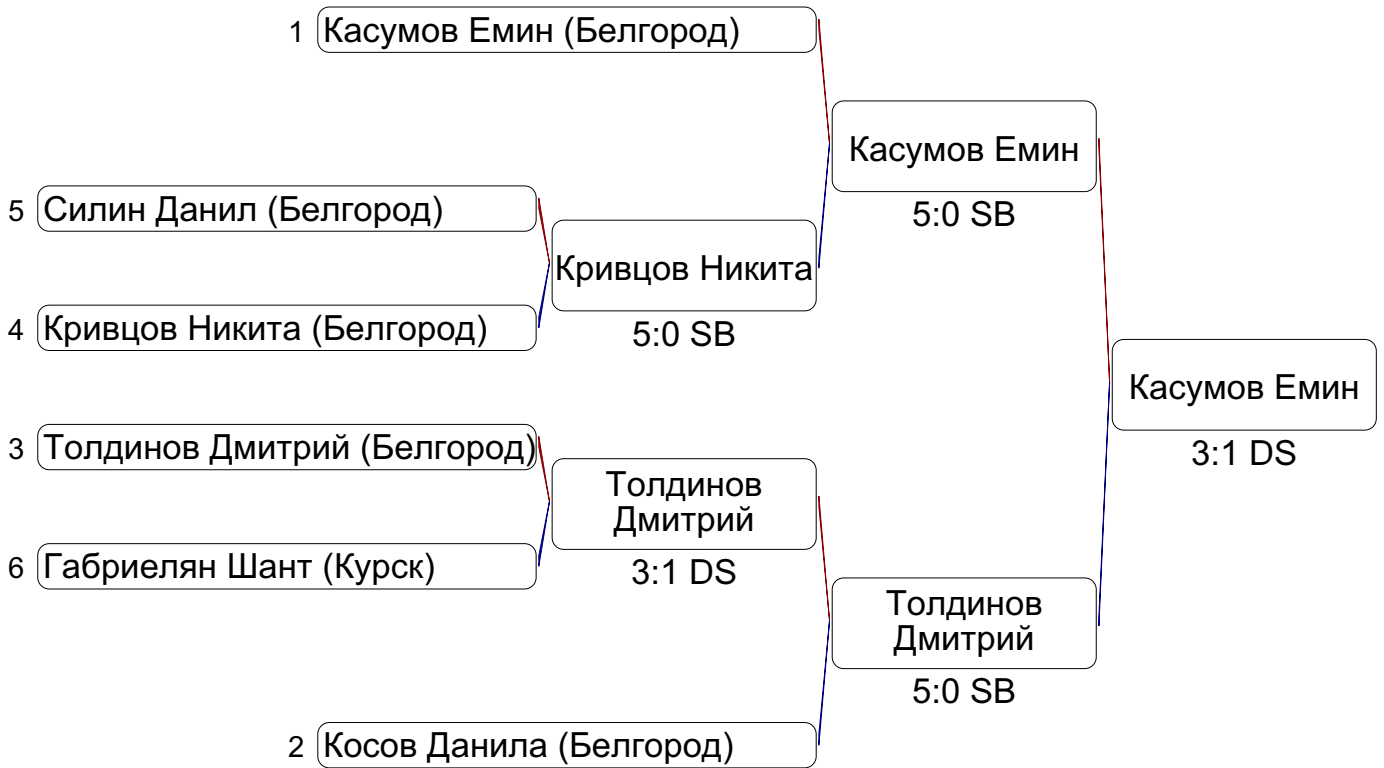 1 Касумов Емин (Белгород)
Касумов Емин
5:0 SB
5 Силин Данил (Белгород)
Кривцов Никита
5:0 SB
4 Кривцов Никита (Белгород)
Касумов Емин
3:1 DS
3 Толдинов Дмитрий (Белгород)
Толдинов
Дмитрий
3:1 DS
6 Габриелян Шант (Курск)
Толдинов
Дмитрий
5:0 SB
2 Косов Данила (Белгород)